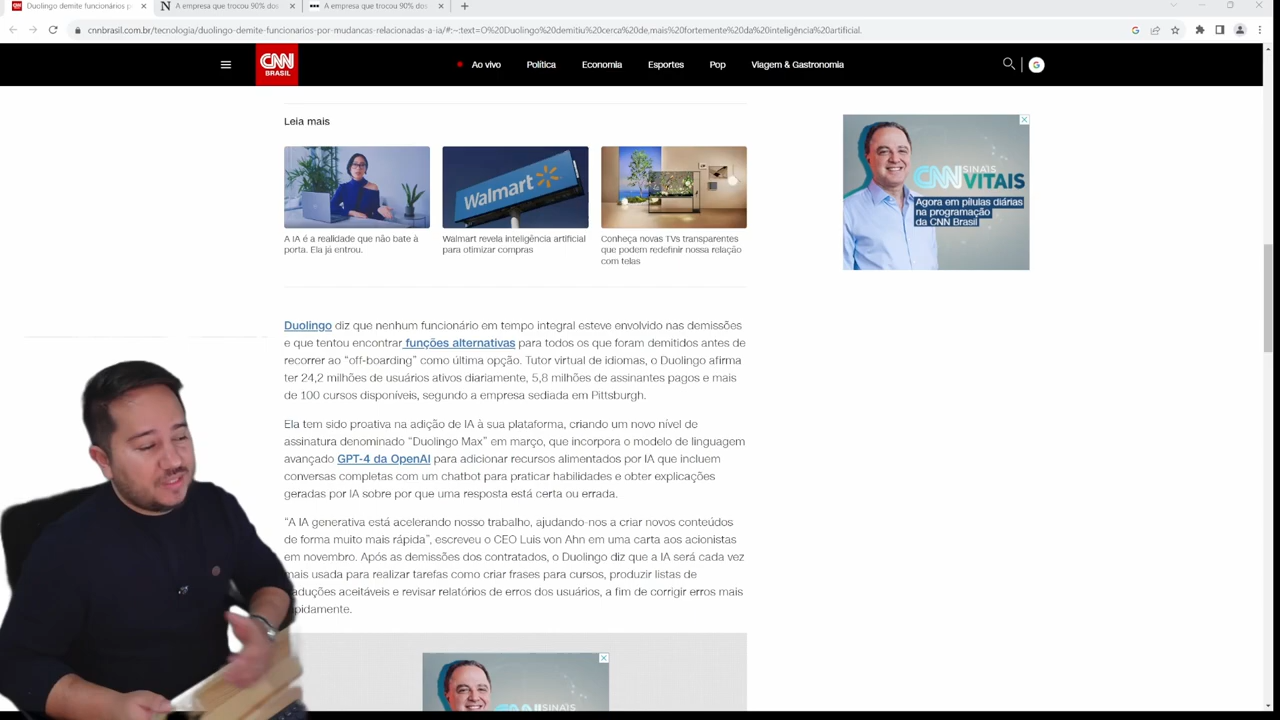 Duolingo demite funcionários p
A empresa que trocou 90% dos
A empresa que trocou 90% dos
cnnbrasil.com.br/tecnologia/duolingo-demite-funcionarios-por-mudancas-relacionadas-a-ia/#:~:text=O%20Duolingo%20demitiu%20cerca%20de,mais%20fortemente%20da%20inteligência%20artificial.
CNN
BRASIL
Ao vivo
Política
Economia
Esportes
Pop
Viagem & Gastronomia
Leia mais
Walmart
A IA é a realidade que não bate à
porta. Ela já entrou.
Walmart revela inteligência artificial
para otimizar compras
Conheça novas TVs transparentes
que podem redefinir nossa relação
com telas
CNN SINAIS
VITAIS
Agora em pílulas diárias
na programação
da CNN Brasil
Duolingo diz que nenhum funcionário em tempo integral esteve envolvido nas demissões
e que tentou encontrar funções alternativas para todos os que foram demitidos antes de
recorrer ao “off-boarding” como última opção. Tutor virtual de idiomas, o Duolingo afirma
ter 24,2 milhões de usuários ativos diariamente, 5,8 milhões de assinantes pagos e mais
de 100 cursos disponíveis, segundo a empresa sediada em Pittsburgh.
Ela tem sido proativa na adição de IA à sua plataforma, criando um novo nível de
assinatura denominado “Duolingo Max” em março, que incorpora o modelo de linguagem
avançado GPT-4 da OpenAI para adicionar recursos alimentados por IA que incluem
conversas completas com um chatbot para praticar habilidades e obter explicações
geradas por IA sobre por que uma resposta está certa ou errada.
“A IA generativa está acelerando nosso trabalho, ajudando-nos a criar novos conteúdos
de forma muito mais rápida”, escreveu o CEO Luis von Ahn em uma carta aos acionistas
em novembro. Após as demissões dos contratados, o Duolingo diz que a IA será cada vez
mais usada para realizar tarefas como criar frases para cursos, produzir listas de
aduções aceitáveis e revisar relatórios de erros dos usuários, a fim de corrigir erros mais
pidamente.
CNN SINAIS